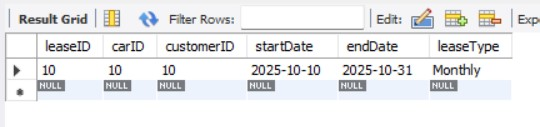 Result Grid Filter Rows: Edit: Expo
leaseID carID customerID startDate endDate leaseType
10 10 10 2025-10-10 2025-10-31 Monthly
NULL NULL NULL NULL NULL NULL